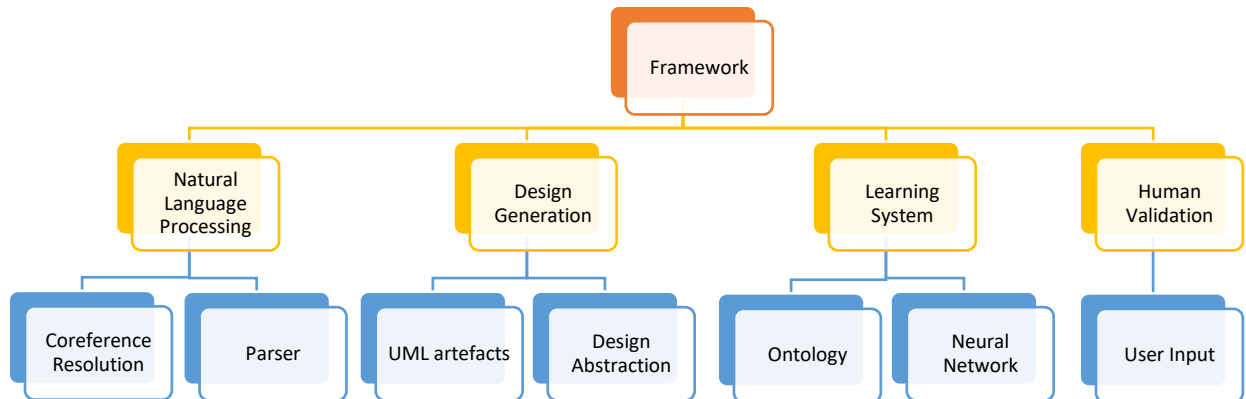 Framework
Natural
Language
Processing
Design
Generation
Learning
System
Human
Validation
Coreference
Resolution
Parser
UML artefacts
Design
Abstraction
Ontology
Neural
Network
User Input